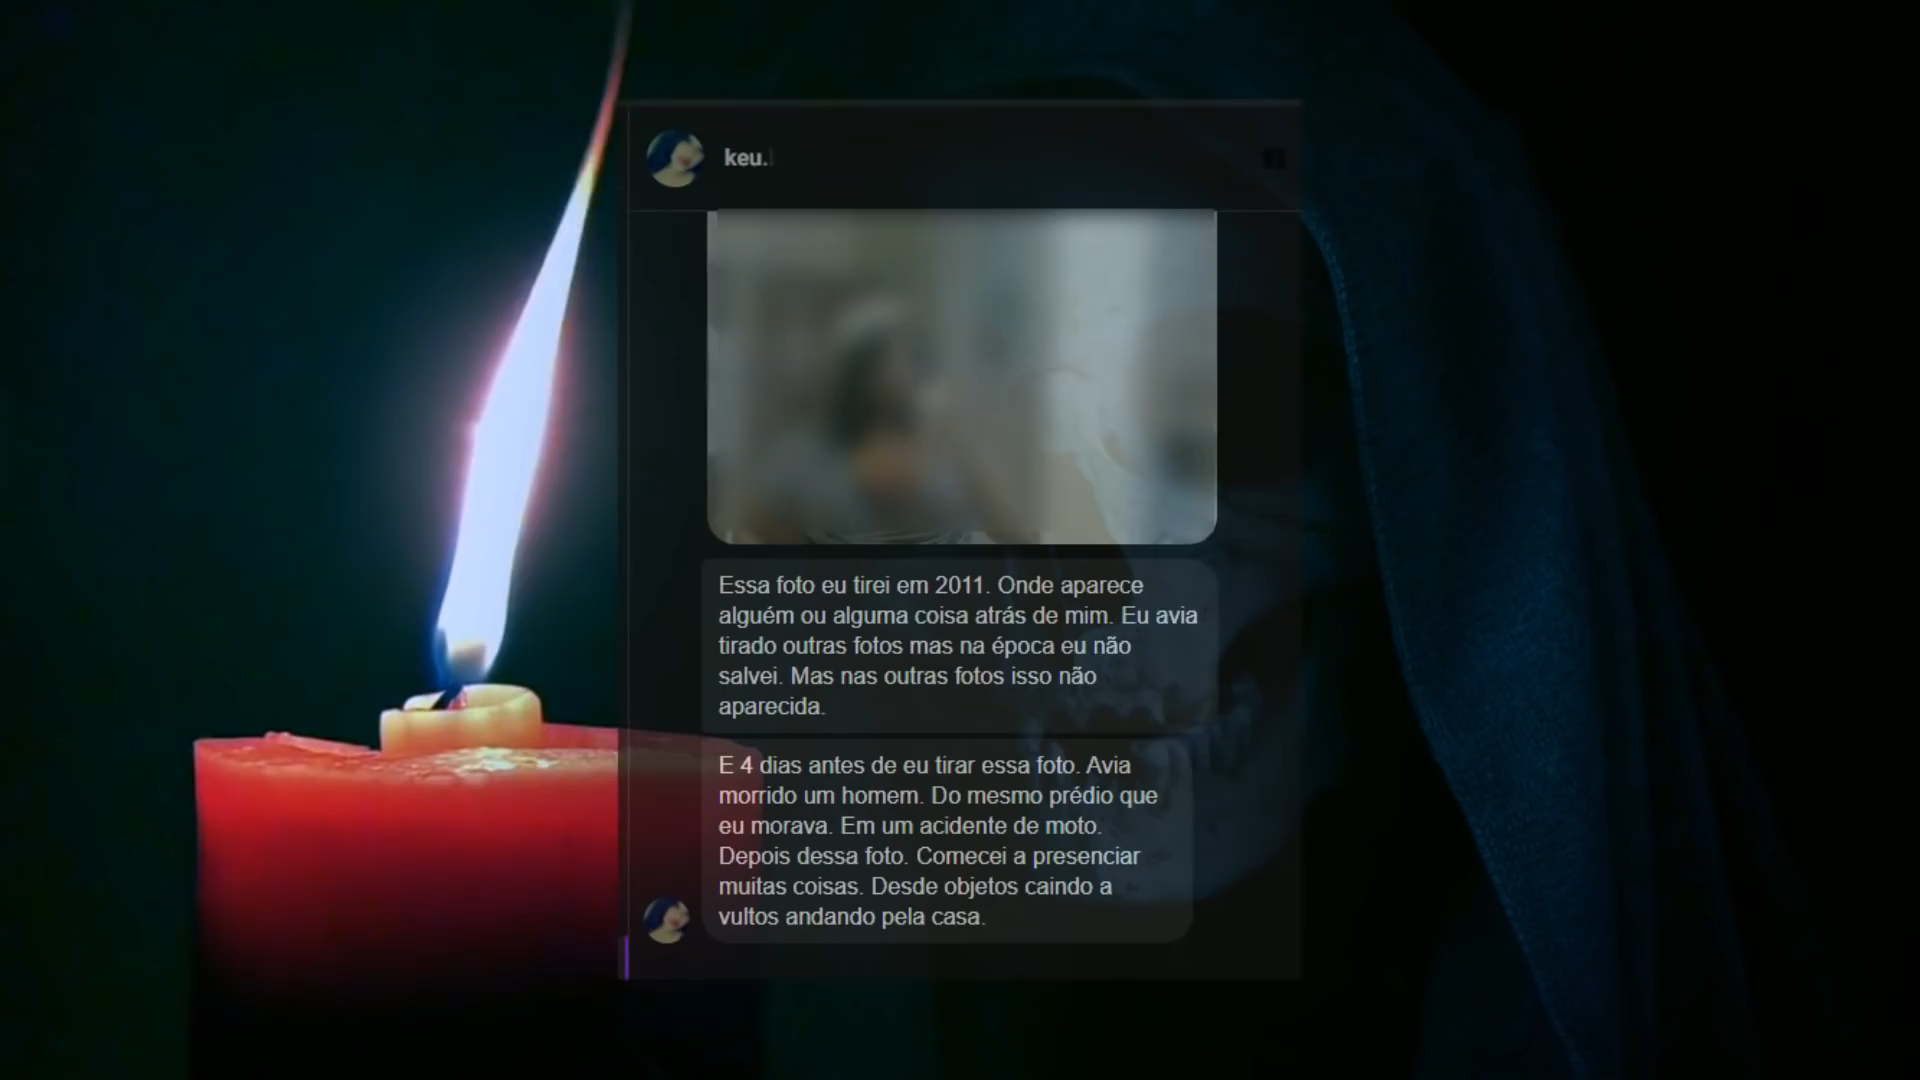 keu.
Essa foto eu tirei em 2011. Onde aparece
alguém ou alguma coisa atrás de mim. Eu avia
tirado outras fotos mas na época eu não
salvei. Mas nas outras fotos isso não
aparecida.
E 4 dias antes de eu tirar essa foto. Avia
morrido um homem. Do mesmo prédio que
eu morava. Em um acidente de moto.
Depois dessa foto. Comecei a presenciar
muitas coisas. Desde objetos caindo a
vultos andando pela casa.